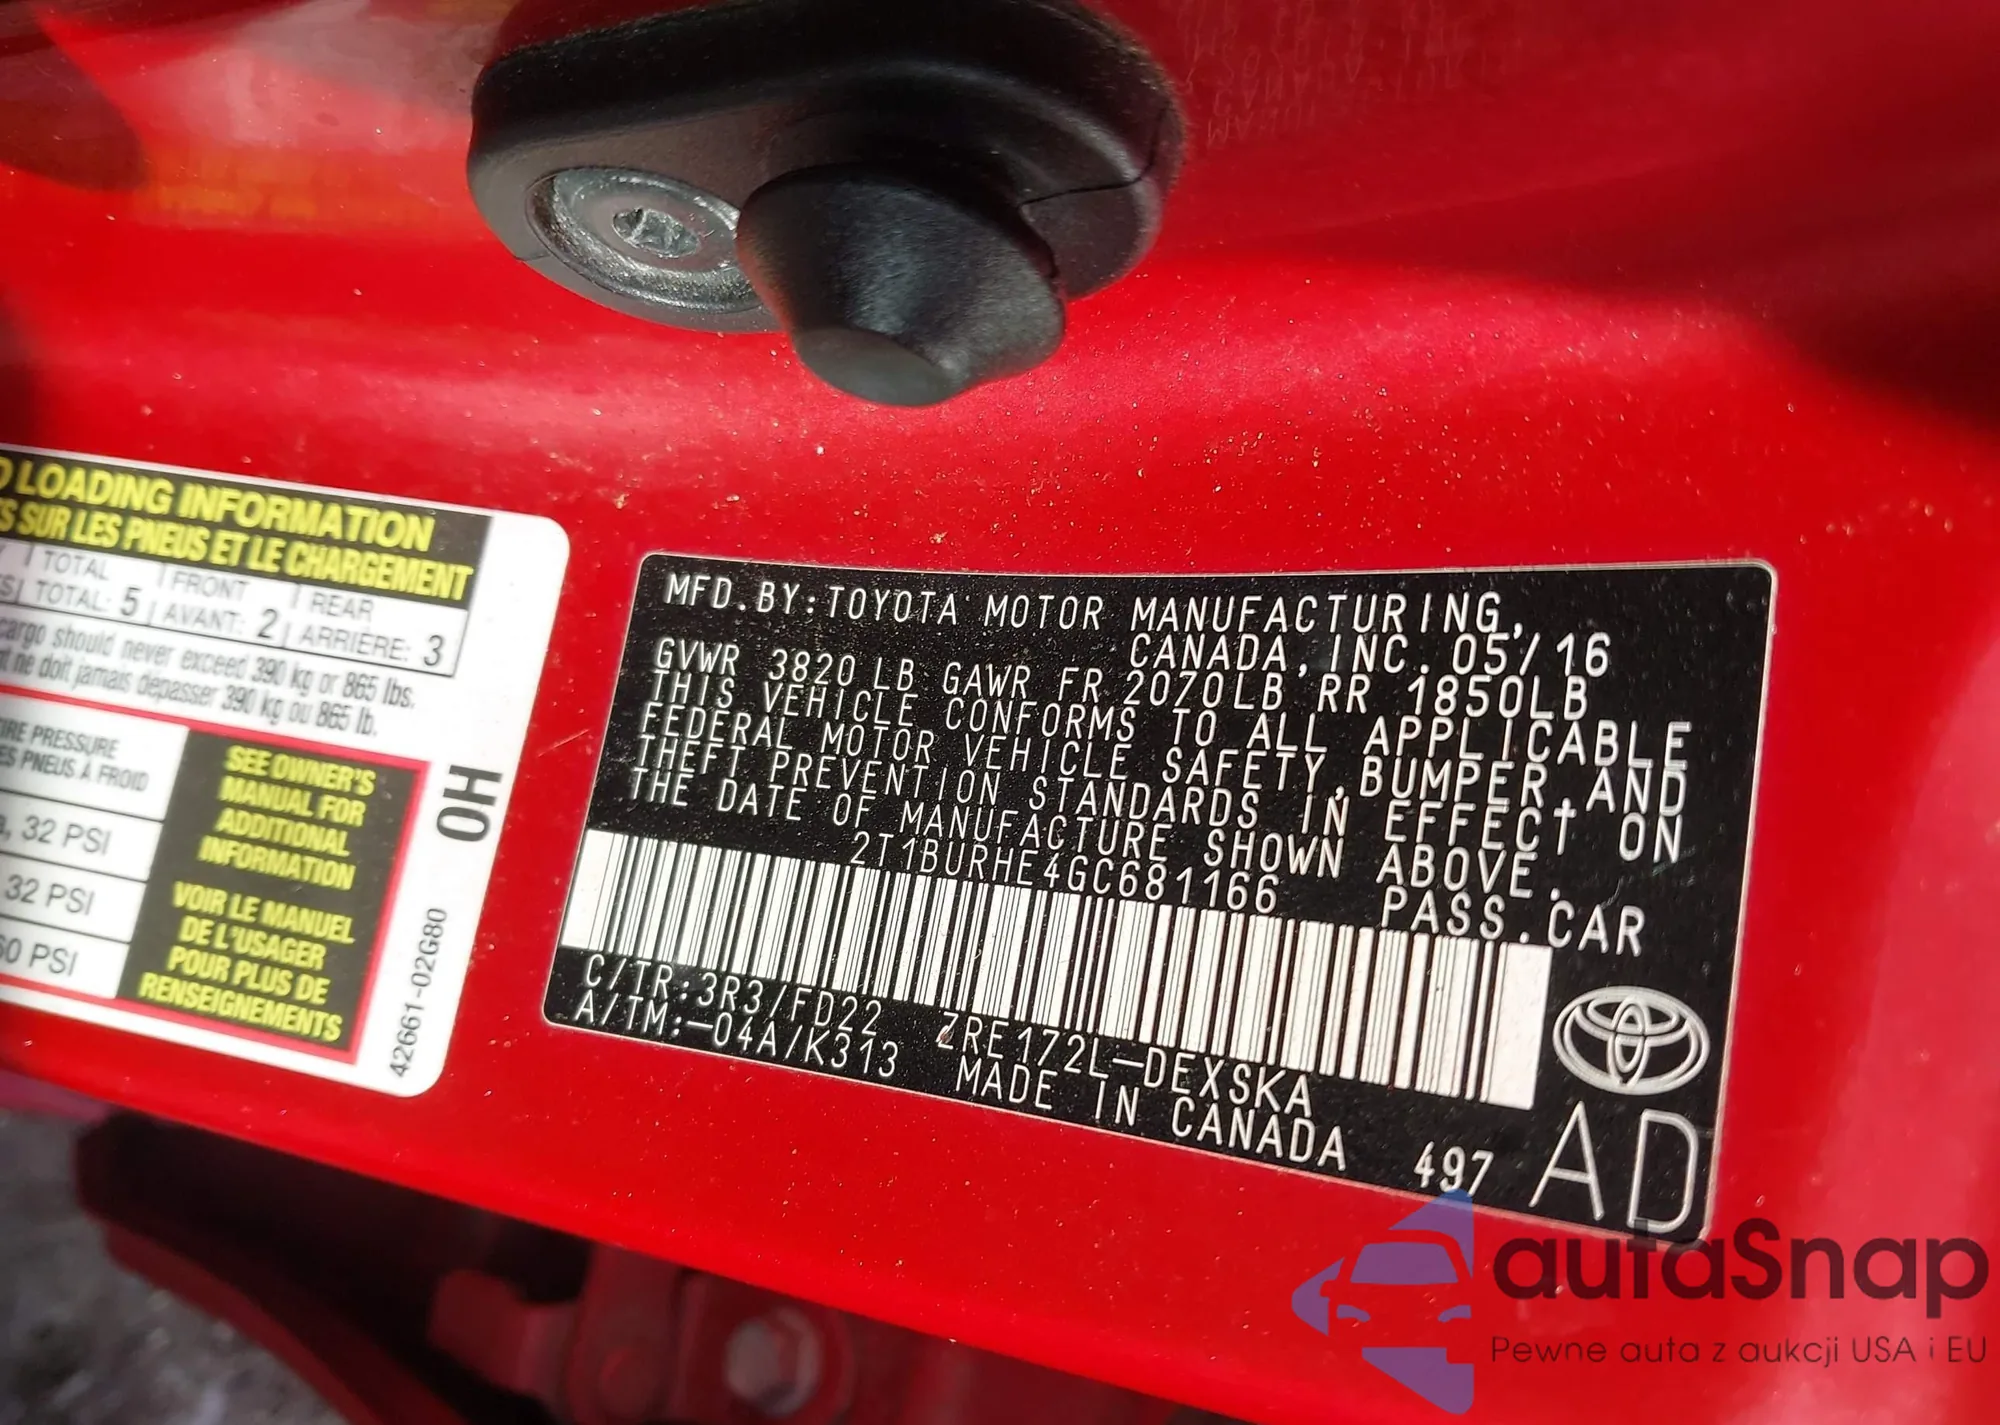 LOADING INFORMATION
SUR LES PNEUS ET LE CHARGEMENT
TOTAL FRONT REAR
TOTAL: 5 AVANT: 2 ARRIÈRE: 3
cargo should never exceed 390 kg or 865 lbs.
ne doit jamais dépasser 390 kg ou 865 lb.
PRESSURE
PNEUS À FROID
32 PSI
32 PSI
60 PSI
SEE OWNER'S
MANUAL FOR
ADDITIONAL
INFORMATION
VOIR LE MANUEL
DE L'USAGER
POUR PLUS DE
RENSEIGNEMENTS
0H
42661-02G80
MFD.BY:TOYOTA MOTOR MANUFACTURING,
CANADA,INC. 05/16
GVWR 3820 LB GAWR FR 2070LB RR 1850LB
THIS VEHICLE CONFORMS TO ALL APPLICABLE
FEDERAL MOTOR VEHICLE SAFETY,BUMPER,AND
THEFT PREVENTION STANDARDS IN EFFECT ON
THE DATE OF MANUFACTURE SHOWN ABOVE.
2T1BURHE4GC681166 PASS.CAR
C/TR:3R3/FD22 ZRE172L-DEXSKA
A/TM:-04A/K313 MADE IN CANADA 497
AD
autaSnap
Pewne auta z aukcji USA i EU